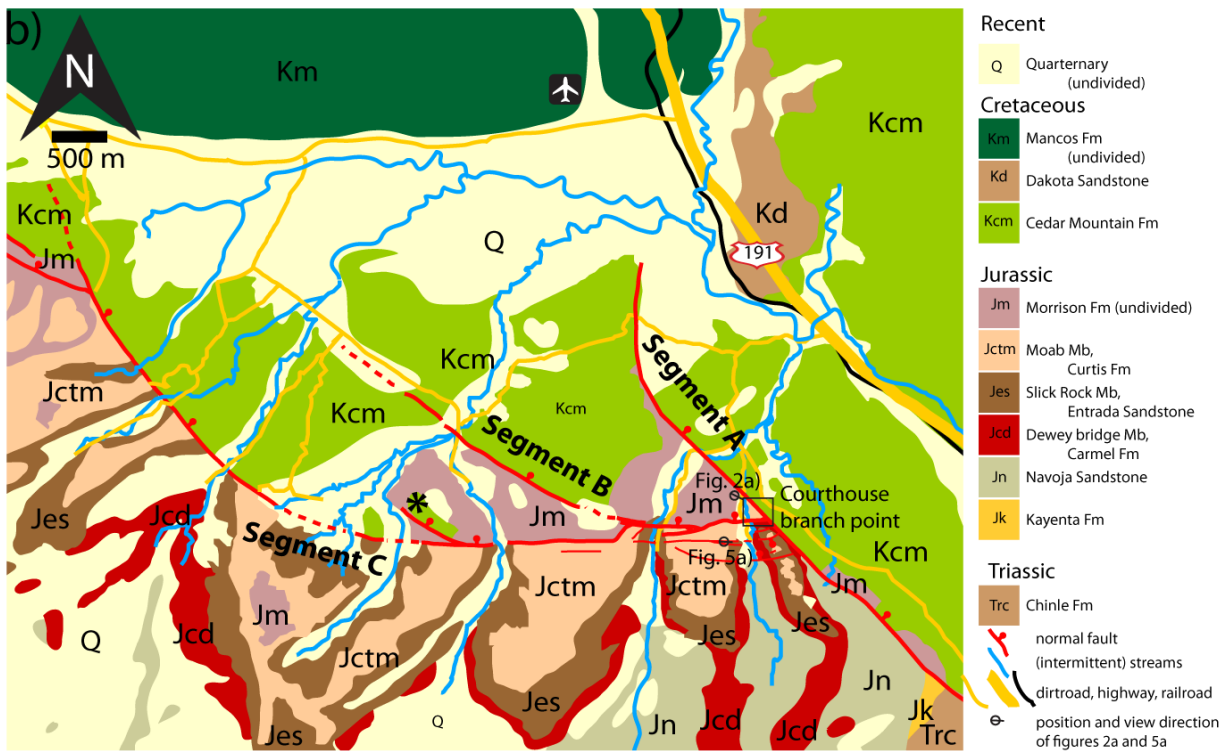 b)
N
500 m
Km
Kcm
Kd
191
Q
Kcm
Jm
Kcm
Kcm
Kcm
Segment A
Segment B
Segment C
Jctm
*
Fig. 2a)
Jm
Courthouse
branch point
Jm
Fig. 5a)
Kcm
Jes
Jcd
Jctm
Jctm
Jm
Jm
Jes
Jes
Q
Jcd
Jctm
Jes
Q
Jn
Jn
Jcd
Jcd
Jk
Trc
Jes
Recent
Q Quaternary
(undivided)
Cretaceous
Km Mancos Fm
(undivided)
Kd Dakota Sandstone
Kcm Cedar Mountain Fm
Jurassic
Jm Morrison Fm (undivided)
Jctm Moab Mb,
Curtis Fm
Jes Slick Rock Mb,
Entrada Sandstone
Jcd Dewey bridge Mb,
Carmel Fm
Jn Navoja Sandstone
Jk Kayenta Fm
Triassic
Trc Chinle Fm
normal fault
(intermittent) streams
dirtroad, highway, railroad
position and view direction
of figures 2a and 5a